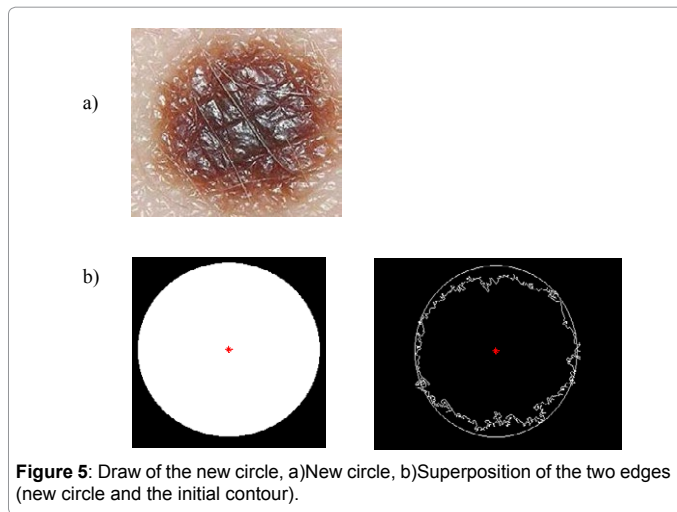 a)
b)
Figure 5: Draw of the new circle, a)New circle, b)Superposition of the two edges
(new circle and the initial contour).